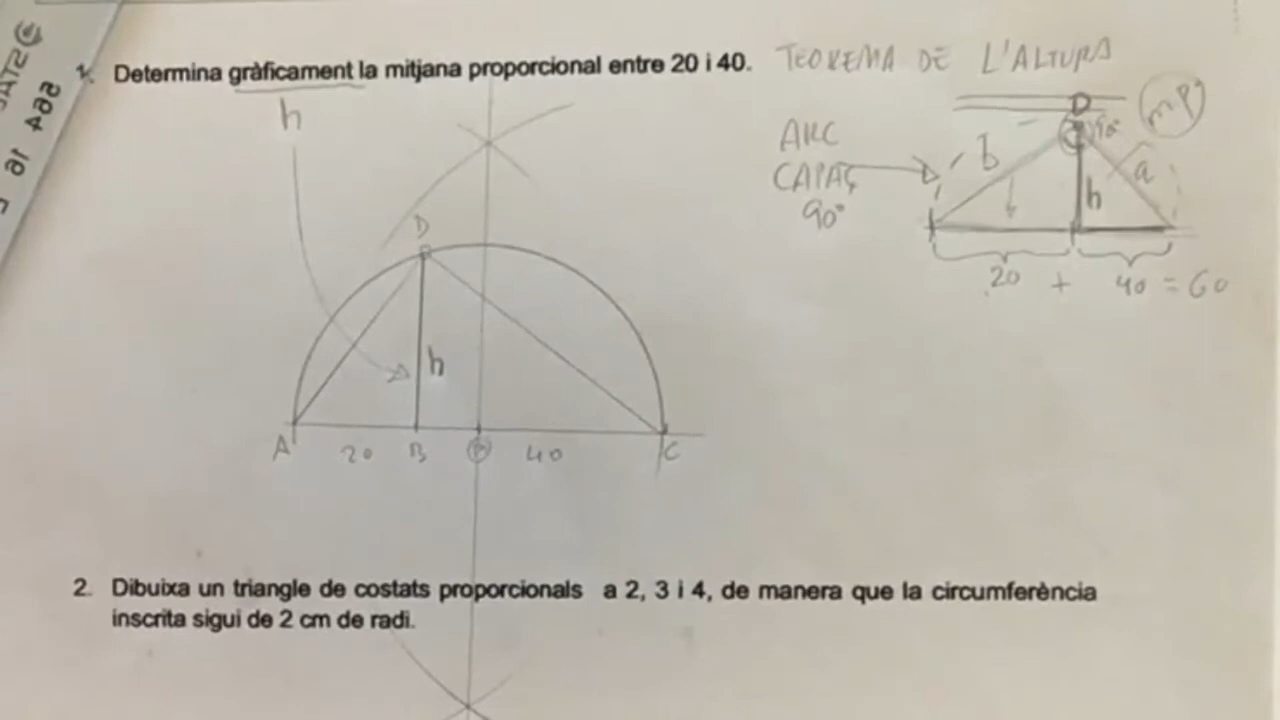 1. Determina gràficament la mitjana proporcional entre 20 i 40.
TEOREMA DE L'ALTURA
h
ARC
CAPAÇ
90°
D
mp
90°
b
a
h
20 + 40 = 60
D
h
A 20 B 40 C
2. Dibuixa un triangle de costats proporcionals a 2, 3 i 4, de manera que la circumferència
inscrita sigui de 2 cm de radi.